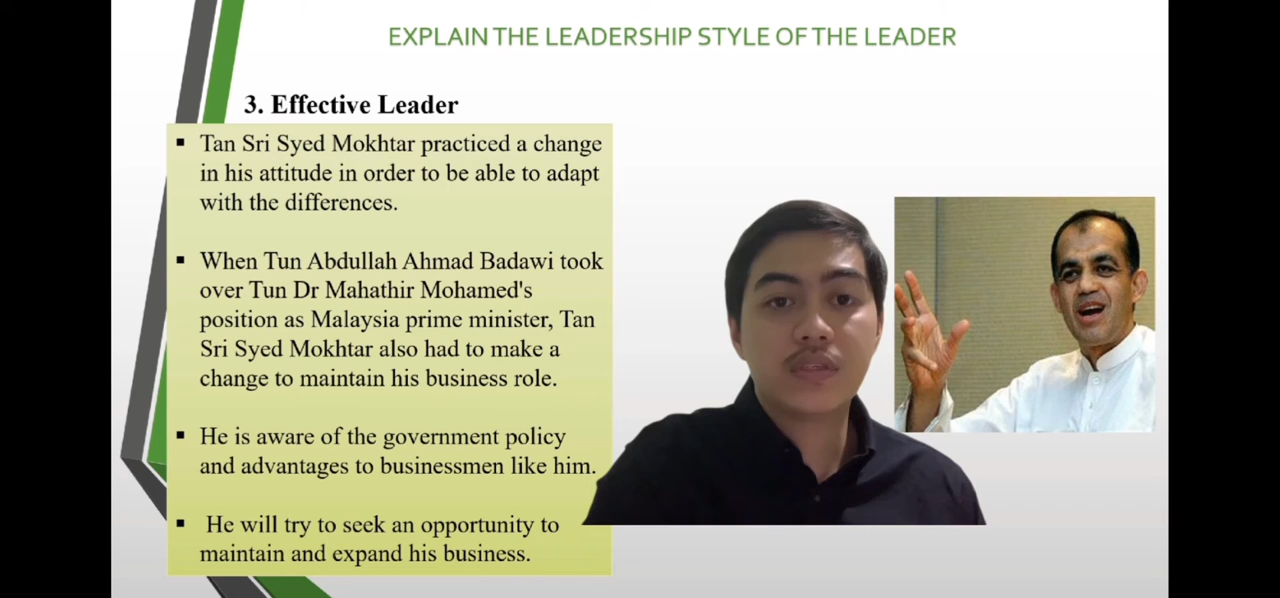 EXPLAIN THE LEADERSHIP STYLE OF THE LEADER
3. Effective Leader
▪ Tan Sri Syed Mokhtar practiced a change
in his attitude in order to be able to adapt
with the differences.
▪ When Tun Abdullah Ahmad Badawi took
over Tun Dr Mahathir Mohamed's
position as Malaysia prime minister, Tan
Sri Syed Mokhtar also had to make a
change to maintain his business role.
▪ He is aware of the government policy
and advantages to businessmen like him.
▪ He will try to seek an opportunity to
maintain and expand his business.